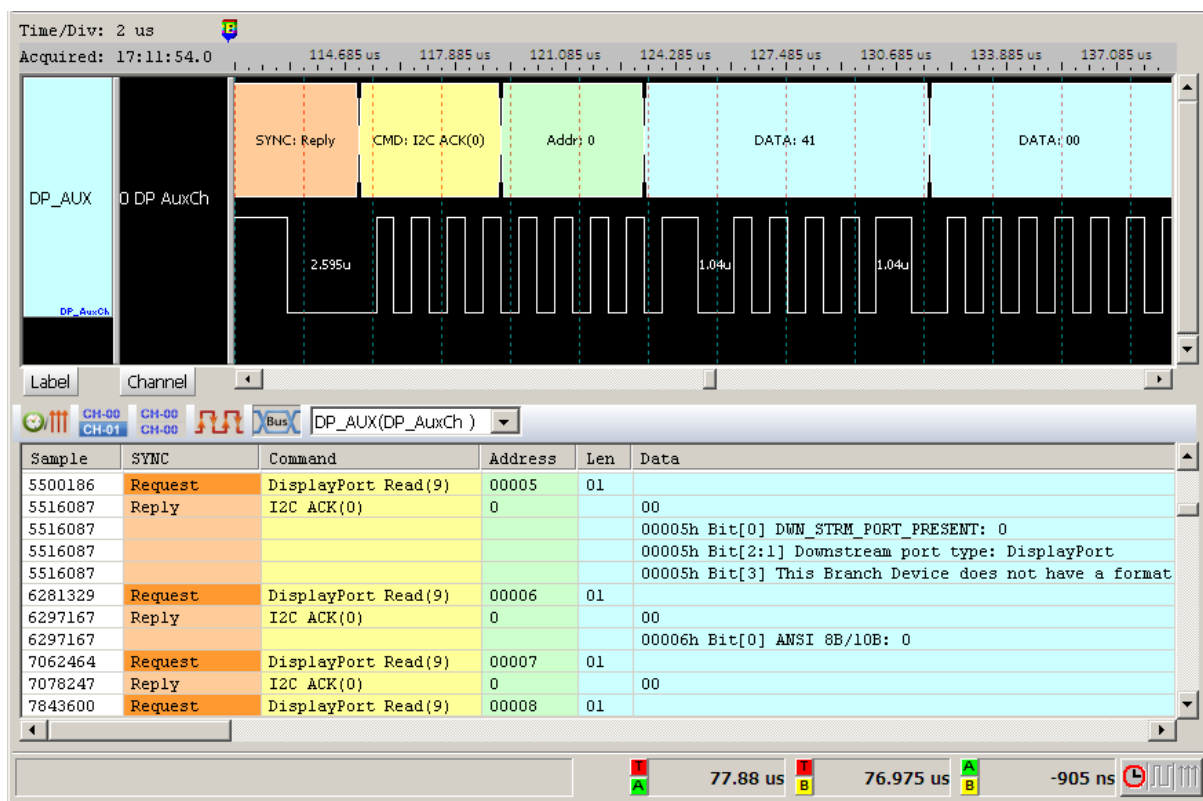 Time/Div: 2 us
Acquired: 17:11:54.0
114.685 us 117.885 us 121.085 us 124.285 us 127.485 us 130.685 us 133.885 us 137.085 us
SYNC: Reply CMD: I2C ACK(0) Addr: 0 DATA: 41 DATA: 00
DP_AUX 0 DP AuxCh
2.595u 1.04u 1.04u
DP_AuxCh
Label Channel
CH-00 CH-01 CH-00 CH-00 Bus DP_AUX(DP_AuxCh )
Sample SYNC Command Address Len Data
5500186 Request DisplayPort Read(9) 00005 01
5516087 Reply I2C ACK(0) 0 00
5516087 00005h Bit[0] DWN_STRM_PORT_PRESENT: 0
5516087 00005h Bit[2:1] Downstream port type: DisplayPort
5516087 00005h Bit[3] This Branch Device does not have a format
6281329 Request DisplayPort Read(9) 00006 01
6297167 Reply I2C ACK(0) 0 00
6297167 00006h Bit[0] ANSI 8B/10B: 0
7062464 Request DisplayPort Read(9) 00007 01
7078247 Reply I2C ACK(0) 0 00
7843600 Request DisplayPort Read(9) 00008 01
T A 77.88 us T B 76.975 us A B -905 ns